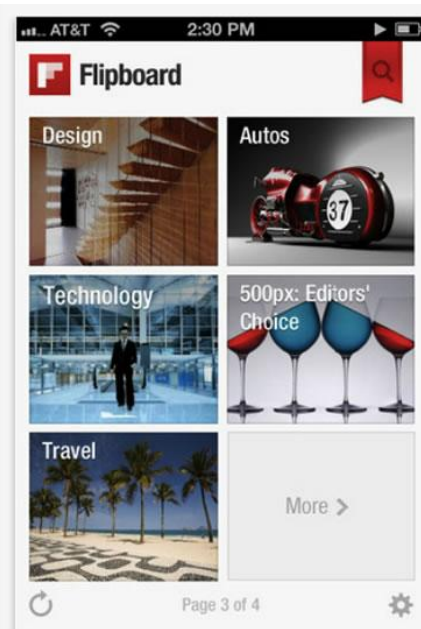 AT&T 2:30 PM
Flipboard
Design
Autos
37
Technology
500px: Editors'
Choice
Travel
More >
Page 3 of 4